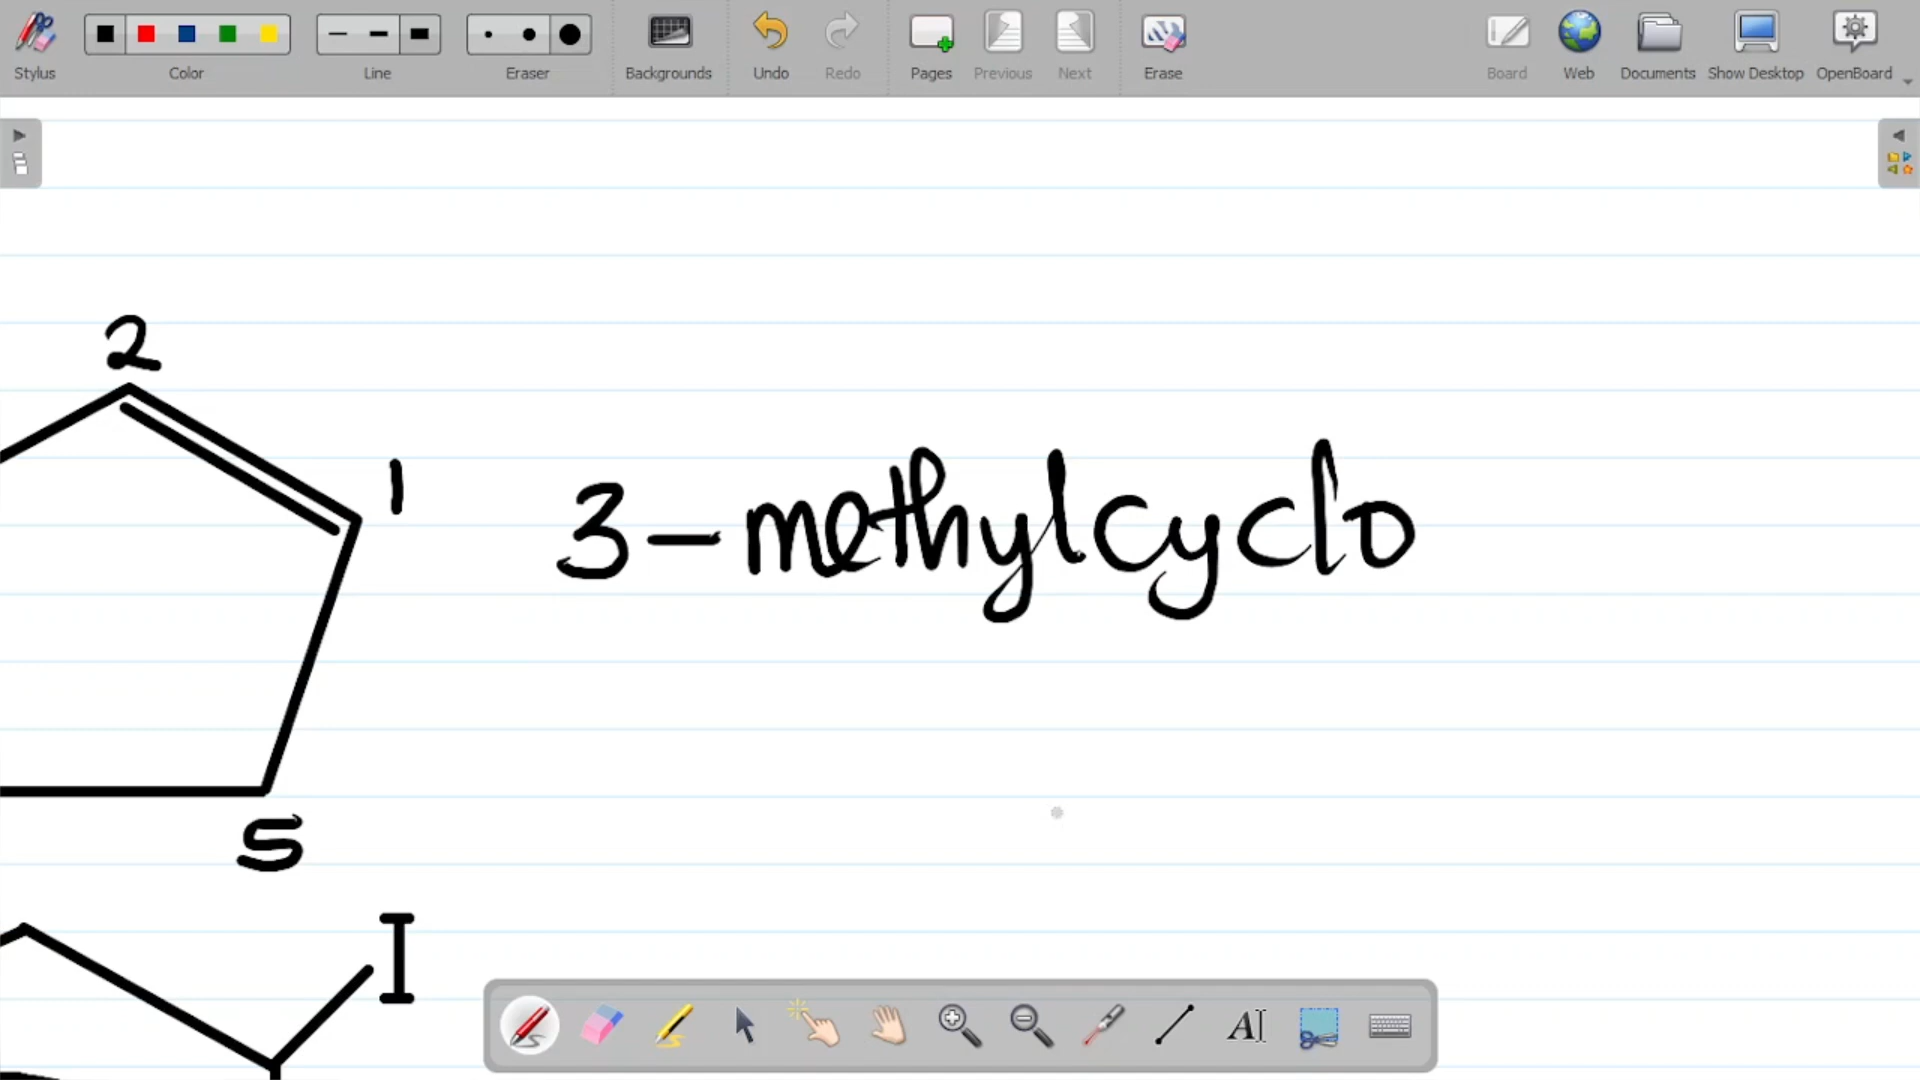 Stylus Color Line Eraser Backgrounds Undo Redo Pages Previous Next Erase Board Web Documents Show Desktop OpenBoard
2
1
3-methylcyclo
5
I
AI